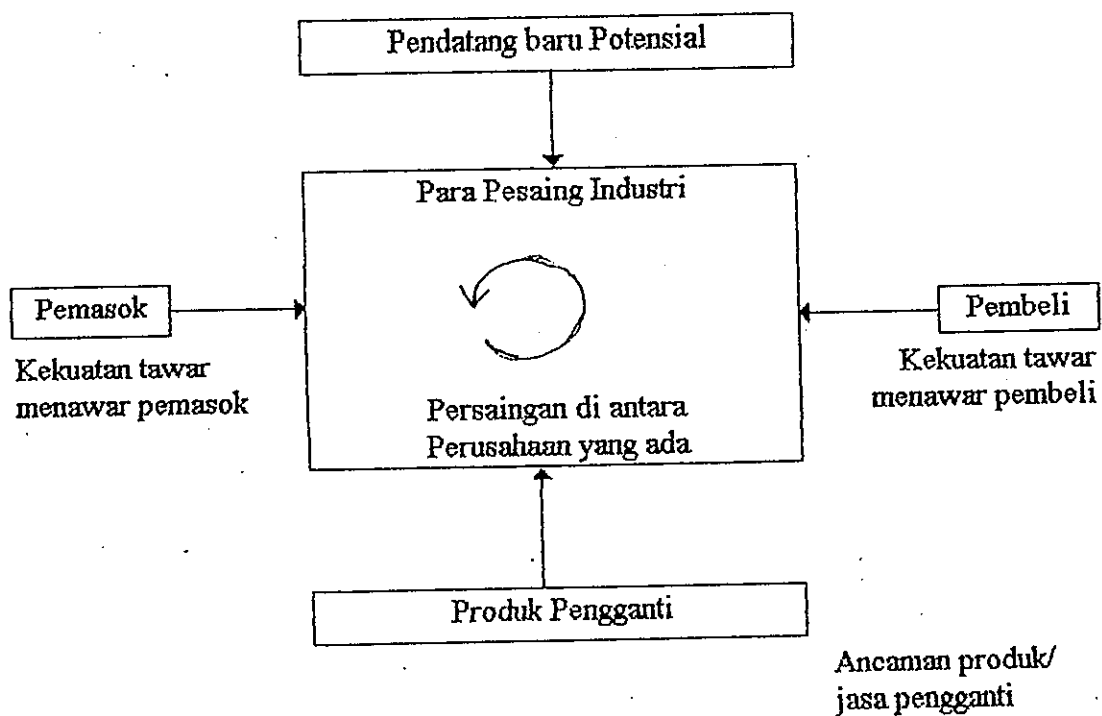 Pendatang baru Potensial
Para Pesaing Industri
Pemasok
Kekuatan tawar
menawar pemasok
Pembeli
Kekuatan tawar
menawar pembeli
Persaingan di antara
Perusahaan yang ada
Produk Pengganti
Ancaman produk/
jasa pengganti